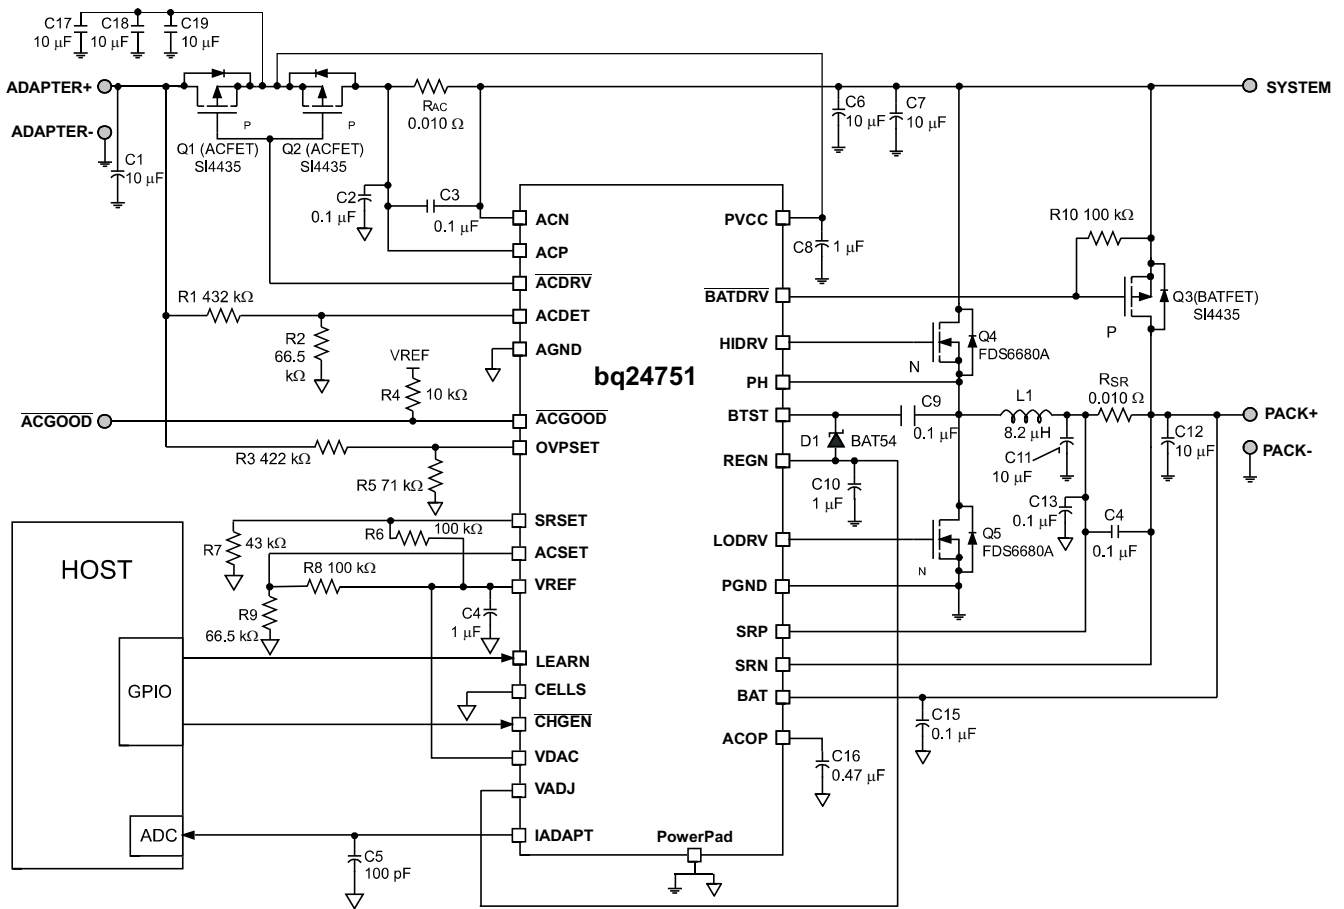 C17
10 µF
C18
10 µF
C19
10 µF
ADAPTER+
ADAPTER-
C1
10 µF
P
Q1 (ACFET)
SI4435
P
Q2 (ACFET)
SI4435
RAC
0.010 Ω
C6
10 µF
C7
10 µF
SYSTEM
C2
0.1 µF
C3
0.1 µF
ACN
ACP
ACDRV
ACDET
AGND
ACGOOD
OVPSET
SRSET
ACSET
VREF
LEARN
CELLS
CHGEN
VDAC
VADJ
IADAPT
bq24751
PowerPad
PVCC
BATDRV
HIDRV
PH
BTST
REGN
LODRV
PGND
SRP
SRN
BAT
ACOP
R1 432 kΩ
R2
66.5
kΩ
VREF
R4
10 kΩ
ACGOOD
R3 422 kΩ
R5 71 kΩ
R6
100 kΩ
R7
43 kΩ
R8 100 kΩ
R9
66.5 kΩ
C4
1 µF
HOST
GPIO
ADC
C5
100 pF
C8
1 µF
R10 100 kΩ
Q3(BATFET)
SI4435
P
Q4
FDS6680A
N
C9
0.1 µF
D1
BAT54
C10
1 µF
L1
8.2 µH
RSR
0.010 Ω
PACK+
PACK-
C11
10 µF
C12
10 µF
C13
0.1 µF
C4
0.1 µF
Q5
FDS6680A
N
C15
0.1 µF
C16
0.47 µF